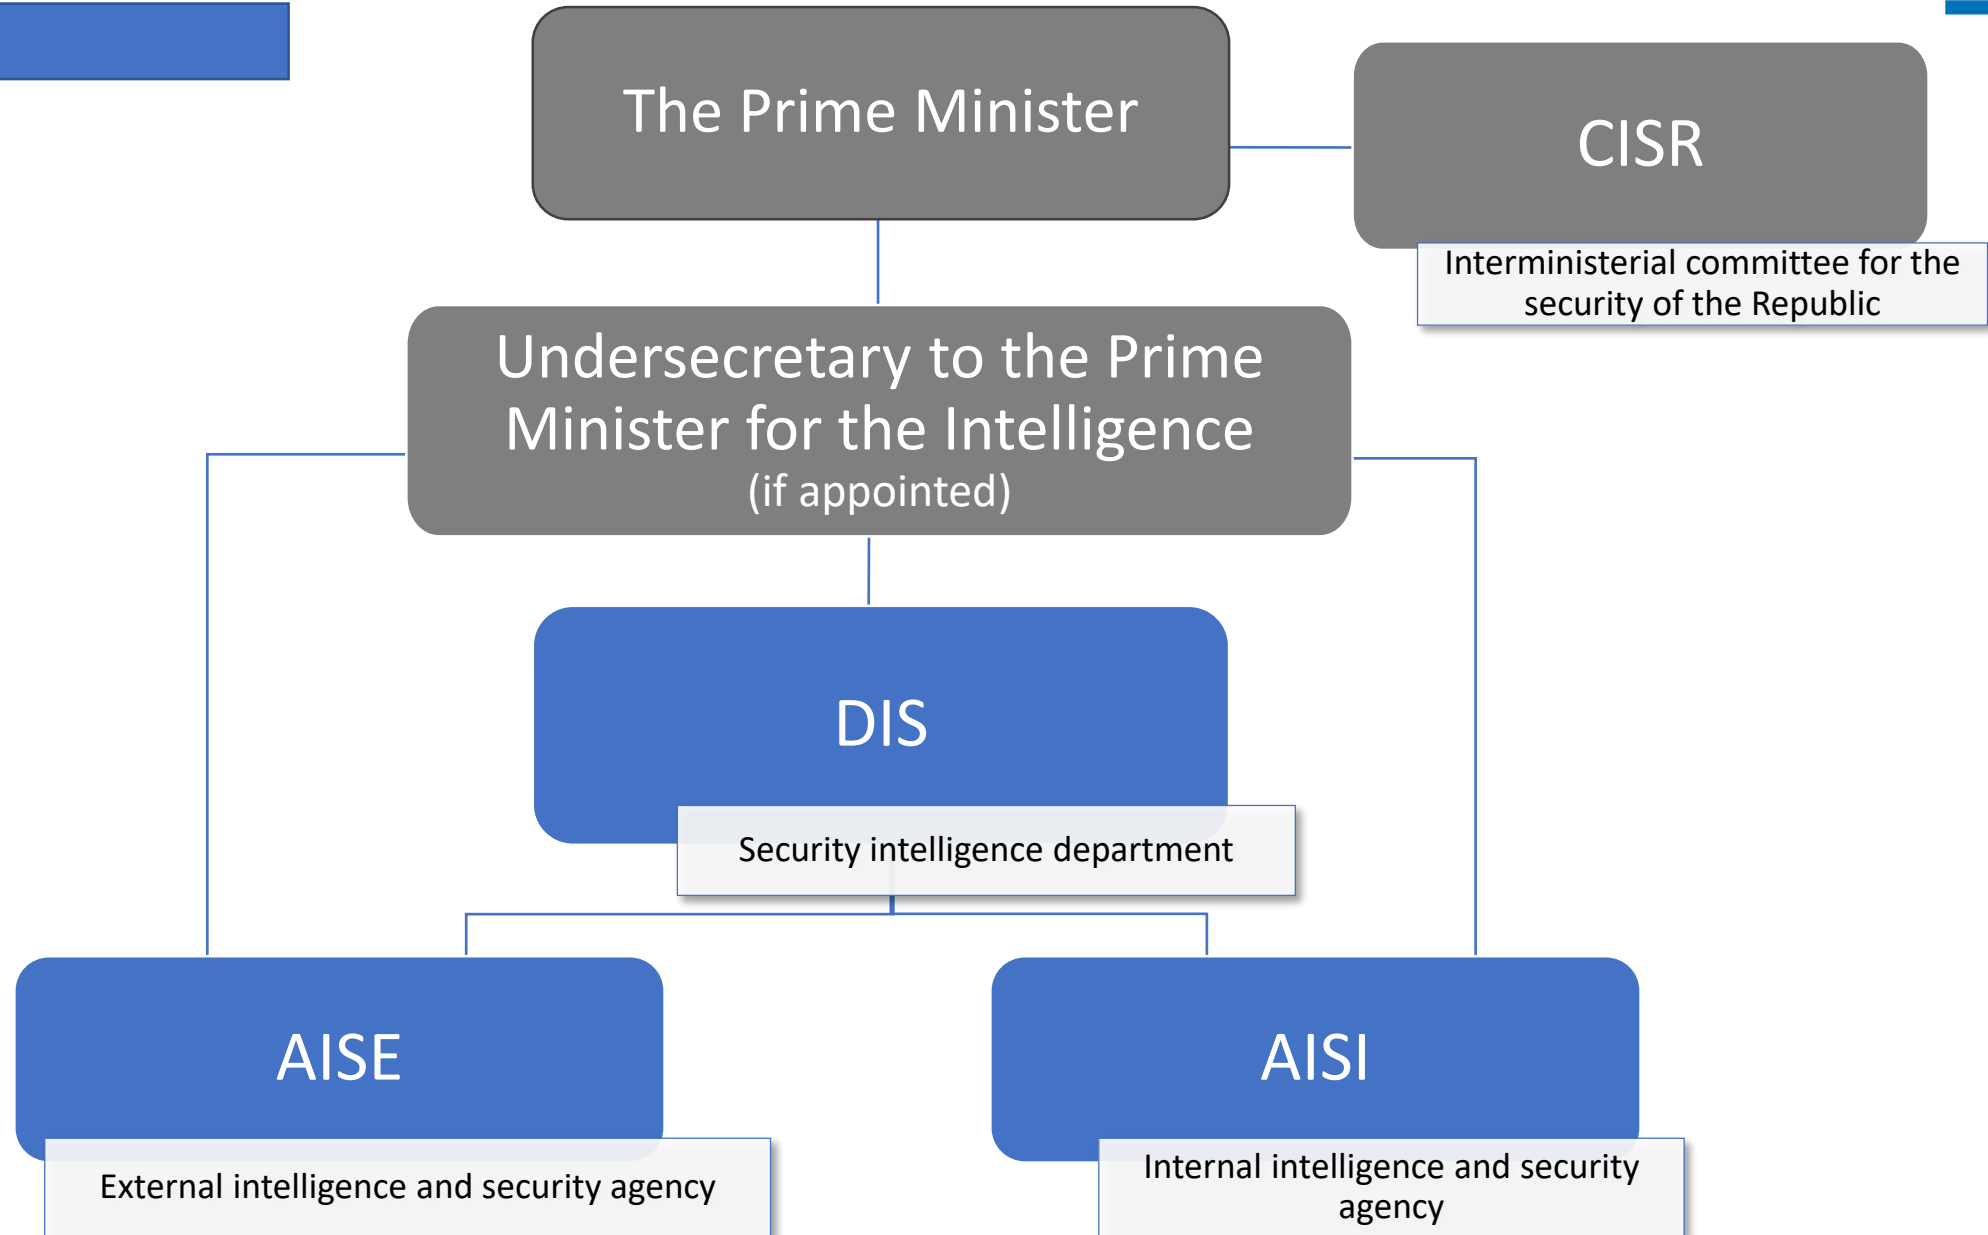 The Prime Minister
CISR
Interministerial committee for the
security of the Republic
Undersecretary to the Prime
Minister for the Intelligence
(if appointed)
DIS
Security intelligence department
AISE
External intelligence and security agency
AISI
Internal intelligence and security
agency